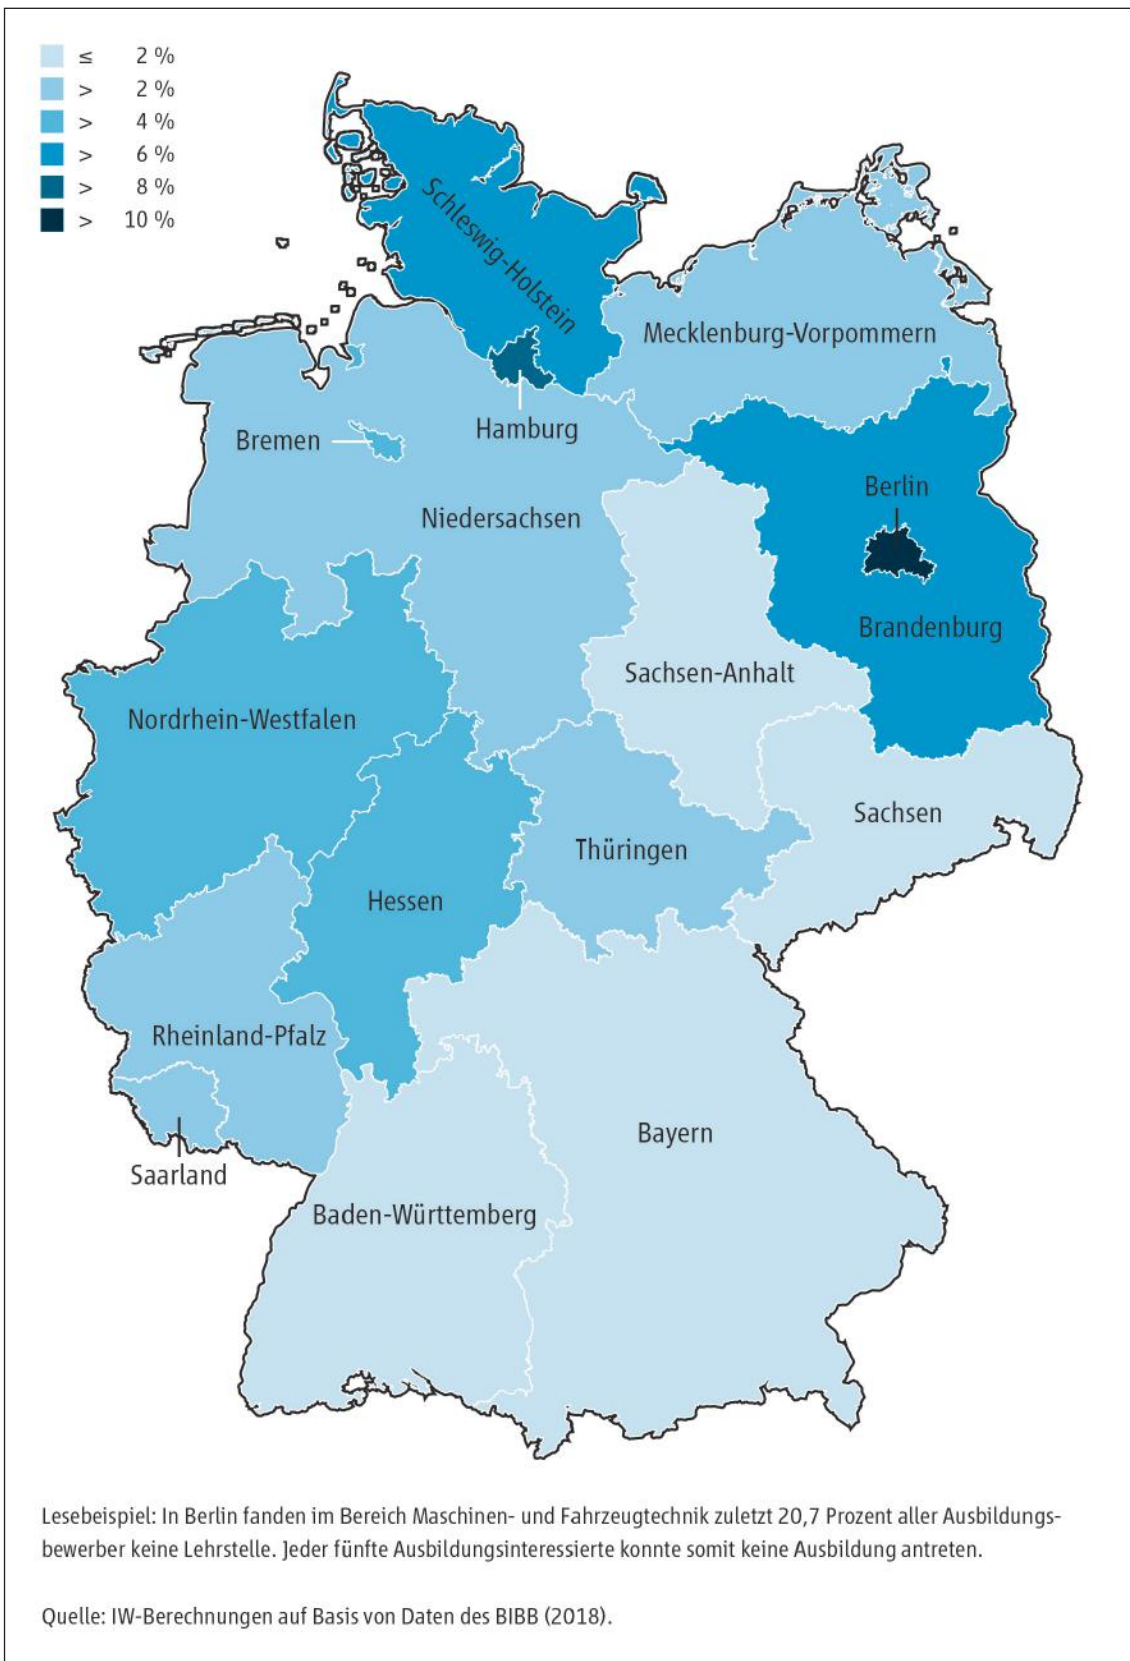 ≤ 2 %
> 2 %
> 4 %
> 6 %
> 8 %
> 10 %
Schleswig-Holstein
Mecklenburg-Vorpommern
Hamburg
Bremen
Berlin
Niedersachsen
Brandenburg
Sachsen-Anhalt
Nordrhein-Westfalen
Sachsen
Thüringen
Hessen
Rheinland-Pfalz
Bayern
Saarland
Baden-Württemberg
Lesebeispiel: In Berlin fanden im Bereich Maschinen- und Fahrzeugtechnik zuletzt 20,7 Prozent aller Ausbildungs-
bewerber keine Lehrstelle. Jeder fünfte Ausbildungsinteressierte konnte somit keine Ausbildung antreten.
Quelle: IW-Berechnungen auf Basis von Daten des BIBB (2018).